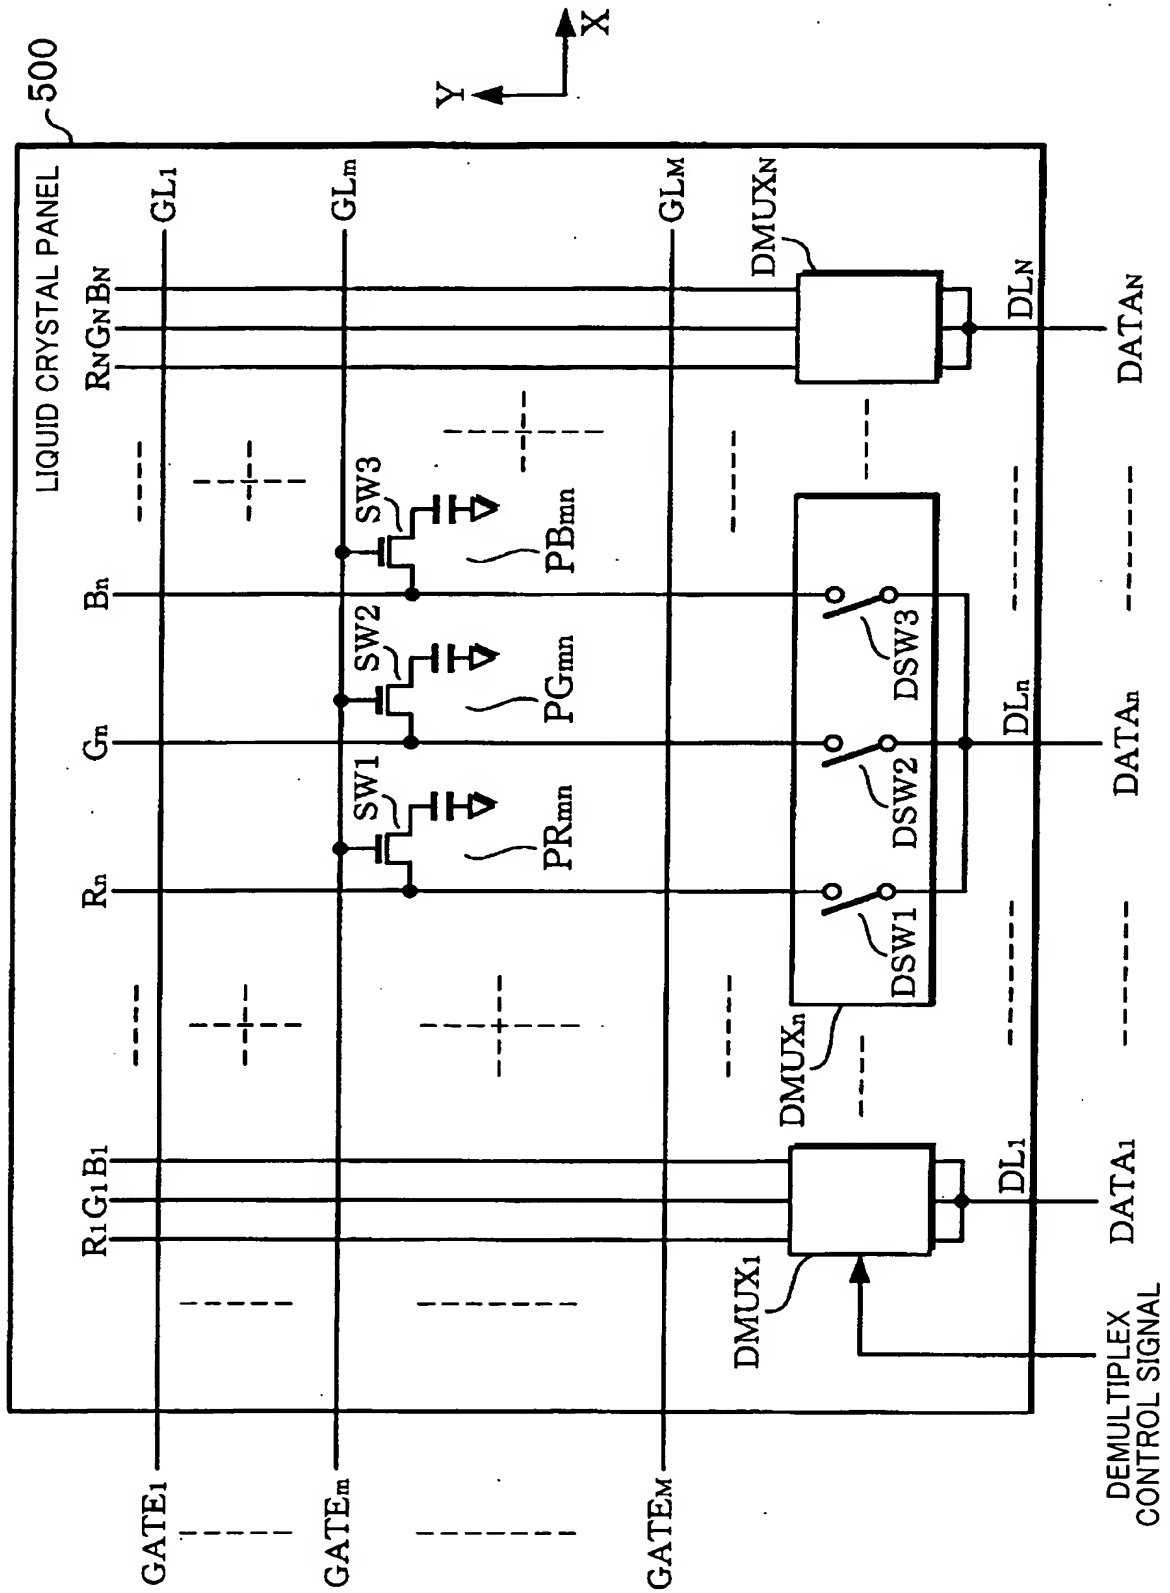 500
LIQUID CRYSTAL PANEL
Y
X
R1 G1 B1
Rn
Gn
Bn
RN GN BN
GATE1
GL1
GATEm
GLm
SW1
SW2
SW3
PRmn
PGmn
PBmn
GATEM
GLM
DMUX1
DMUXn
DMUXN
DSW1
DSW2
DSW3
DL1
DLn
DLN
DATA1
DATAn
DATAN
DEMULTIPLEX
CONTROL SIGNAL